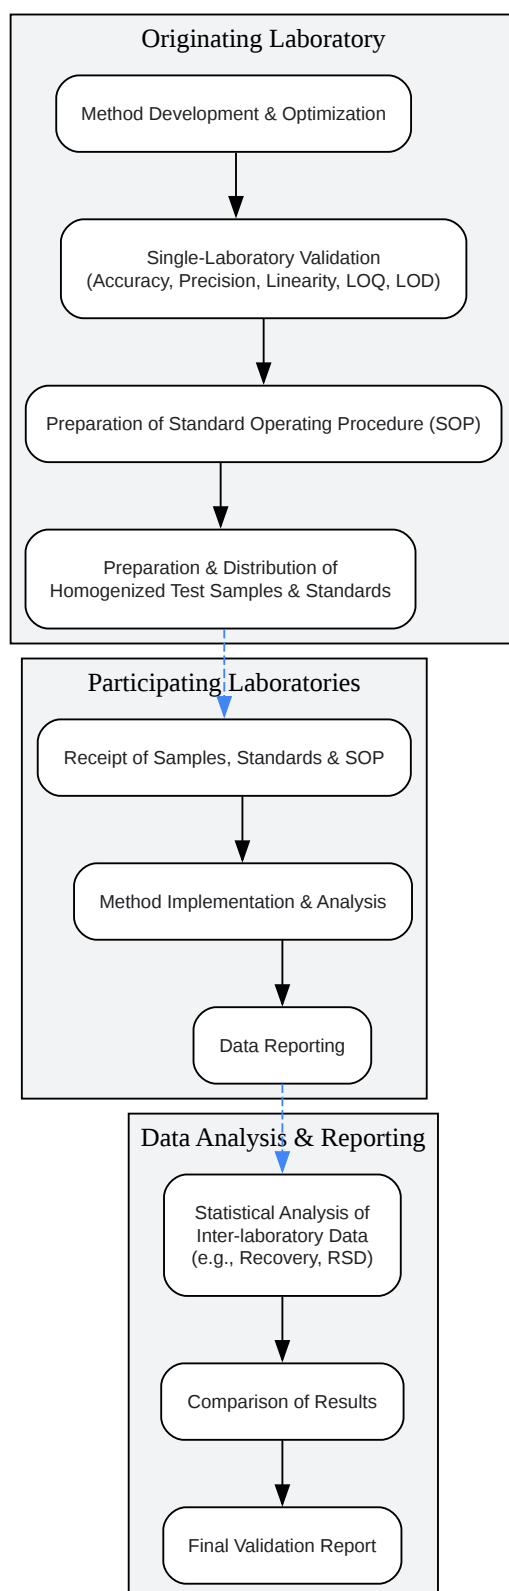 Originating Laboratory
Method Development & Optimization
Single-Laboratory Validation
(Accuracy, Precision, Linearity, LOQ, LOD)
Preparation of Standard Operating Procedure (SOP)
Preparation & Distribution of
Homogenized Test Samples & Standards
Participating Laboratories
Receipt of Samples, Standards & SOP
Method Implementation & Analysis
Data Reporting
Data Analysis & Reporting
Statistical Analysis of
Inter-laboratory Data
(e.g., Recovery, RSD)
Comparison of Results
Final Validation Report